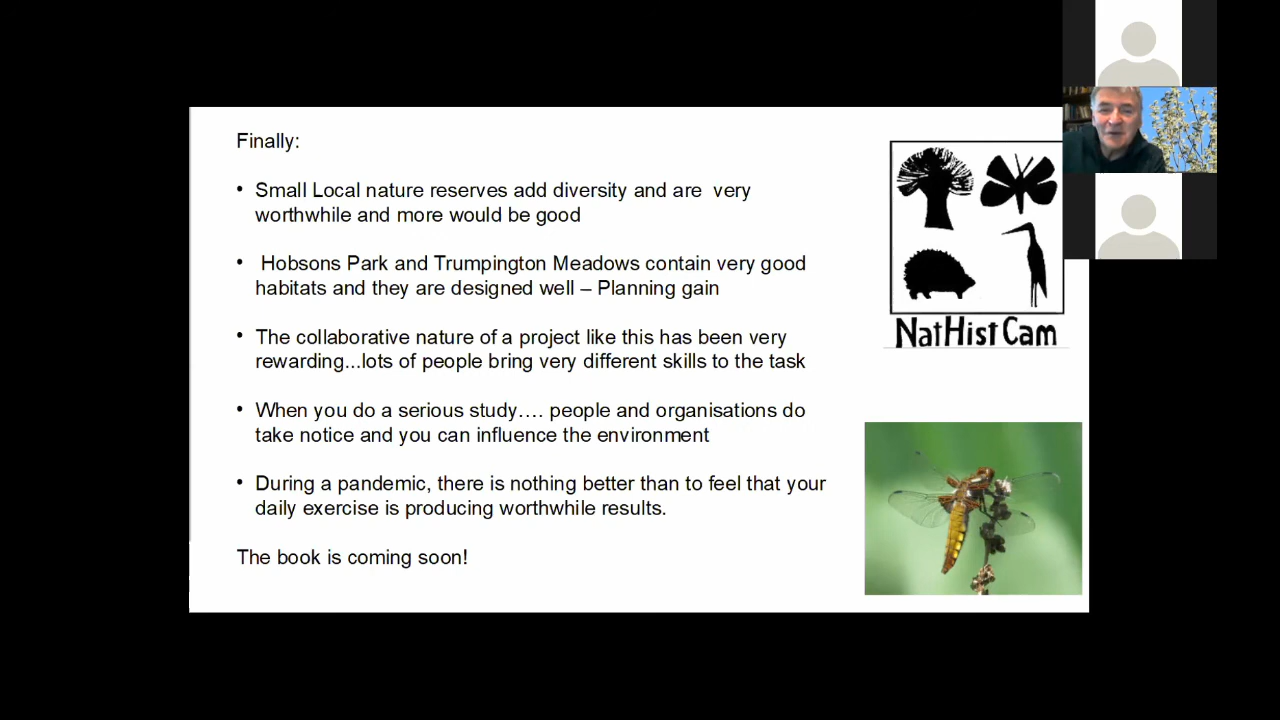 Finally:
• Small Local nature reserves add diversity and are  very
worthwhile and more would be good
•  Hobsons Park and Trumpington Meadows contain very good
habitats and they are designed well – Planning gain
• The collaborative nature of a project like this has been very
rewarding...lots of people bring very different skills to the task
• When you do a serious study…. people and organisations do
take notice and you can influence the environment
• During a pandemic, there is nothing better than to feel that your
daily exercise is producing worthwhile results.
The book is coming soon!
NatHistCam